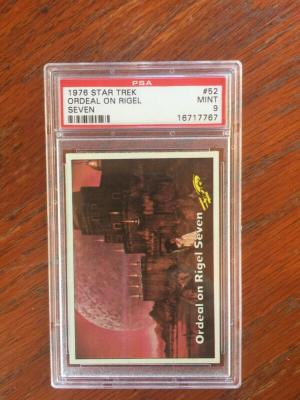 PSA
1976 STAR TREK #52
ORDEAL ON RIGEL MINT
SEVEN 9
16717767
Ordeal on Rigel Seven